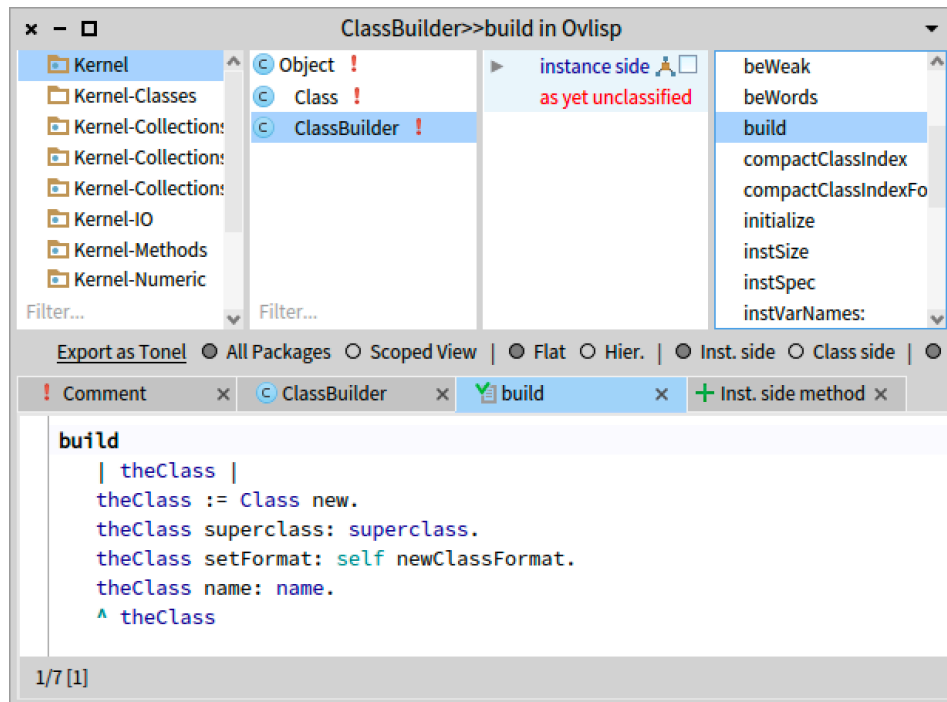 ClassBuilder>>build in Ovlisp
Kernel
Kernel-Classes
Kernel-Collection
Kernel-Collection
Kernel-Collection
Kernel-IO
Kernel-Methods
Kernel-Numeric
Filter...
Object
Class
ClassBuilder
Filter...
instance side
as yet unclassified
beWeak
beWords
build
compactClassIndex
compactClassIndexFo
initialize
instSize
instSpec
instVarNames:
Export as Tonel All Packages Scoped View | Flat Hier. | Inst. side Class side |
! Comment × ClassBuilder × build × + Inst. side method ×
build
| theClass |
theClass := Class new.
theClass superclass: superclass.
theClass setFormat: self newClassFormat.
theClass name: name.
^ theClass
1/7 [1]